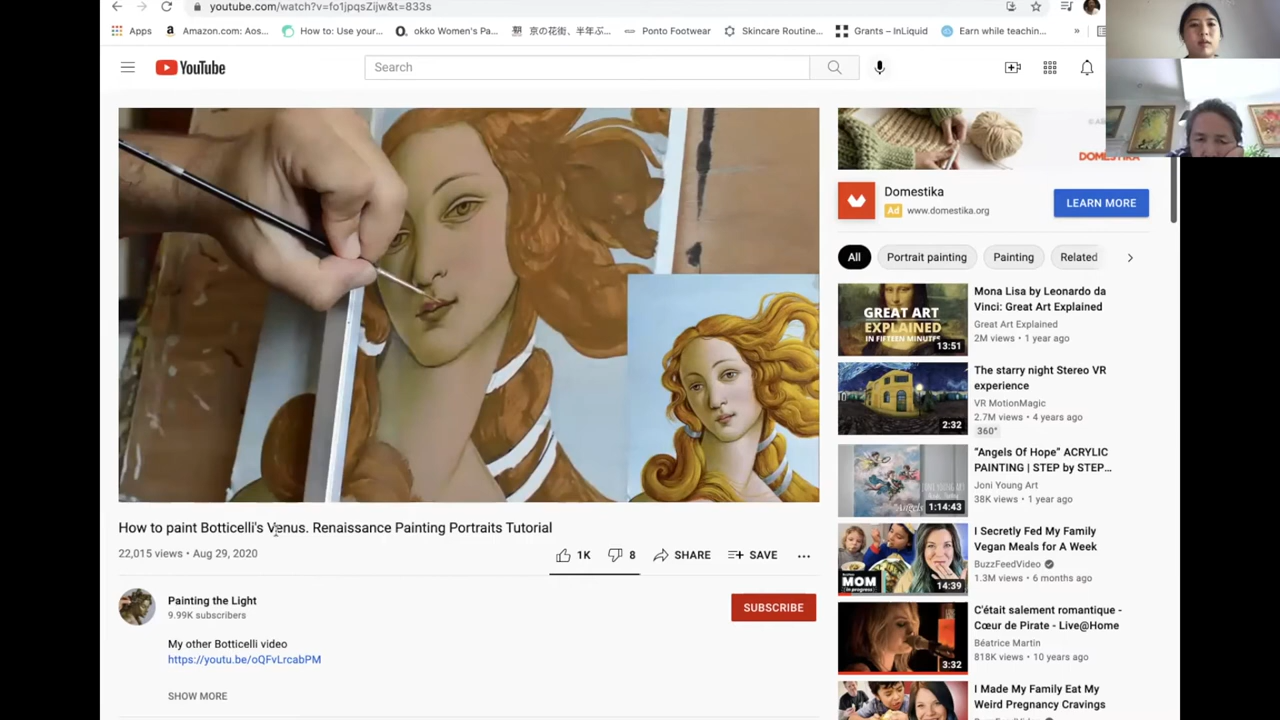 youtube.com/watch?v=fo1jpqsZijw&t=833s
Apps
Amazon.com: Aos...
How to: Use your...
okko Women's Pa...
京の花街、半年ぶ...
Ponto Footwear
Skincare Routine...
Grants – InLiquid
Earn while teachin...
»
YouTube
Search
DOMESTIKA
Domestika
Ad www.domestika.org
LEARN MORE
All
Portrait painting
Painting
Related
Mona Lisa by Leonardo da
Vinci: Great Art Explained
Great Art Explained
2M views • 1 year ago
GREAT ART
EXPLAINED
IN FIFTEEN MINUTES
13:51
The starry night Stereo VR
experience
VR MotionMagic
2.7M views • 4 years ago
360°
2:32
“Angels Of Hope” ACRYLIC
PAINTING | STEP by STEP...
Joni Young Art
38K views • 1 year ago
Angels
1:14:43
I Secretly Fed My Family
Vegan Meals for A Week
BuzzFeedVideo
1.3M views • 6 months ago
MOM
14:39
C'était salement romantique -
Cœur de Pirate - Live@Home
Béatrice Martin
818K views • 10 years ago
3:32
I Made My Family Eat My
Weird Pregnancy Cravings
How to paint Botticelli's Venus. Renaissance Painting Portraits Tutorial
22,015 views • Aug 29, 2020
1K
8
SHARE
SAVE
Painting the Light
9.99K subscribers
SUBSCRIBE
My other Botticelli video
https://youtu.be/oQFvLrcabPM
SHOW MORE